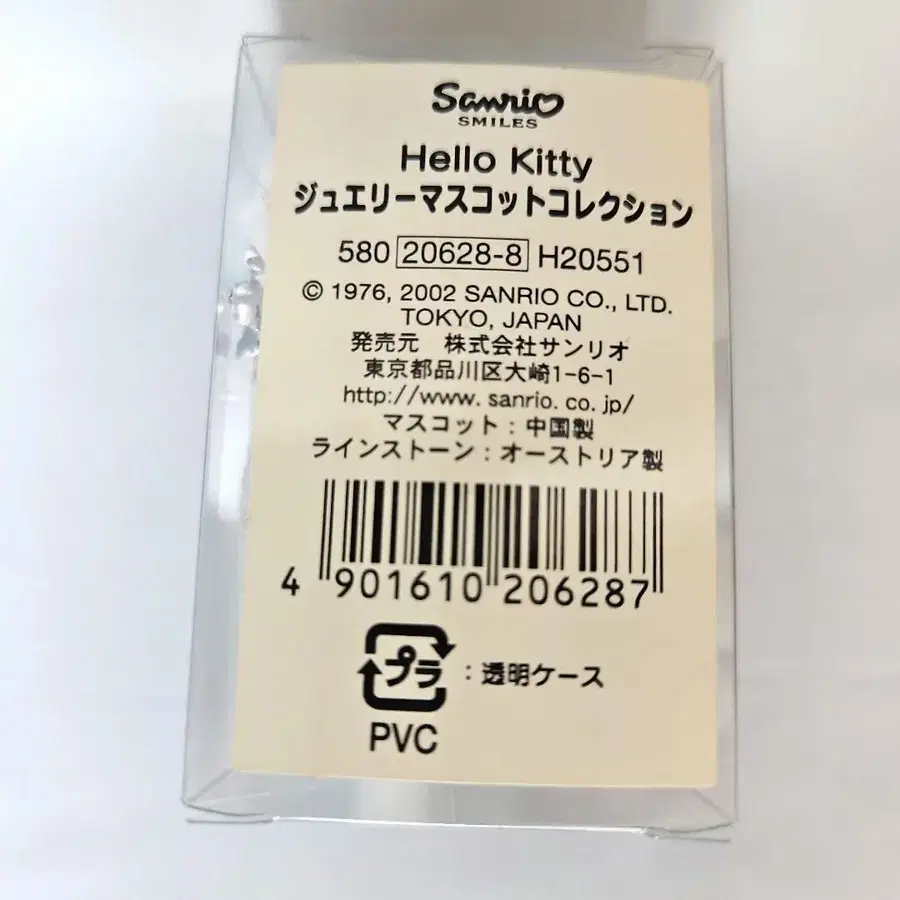 Sanrio
SMILES
Hello Kitty
ジュエリーマスコットコレクション
580 20628-8 H20551
© 1976, 2002 SANRIO CO., LTD.
TOKYO, JAPAN
発売元 株式会社サンリオ
東京都品川区大崎1-6-1
http://www.sanrio.co.jp/
マスコット：中国製
ラインストーン：オーストリア製
4 901610 206287
プラ：透明ケース
PVC